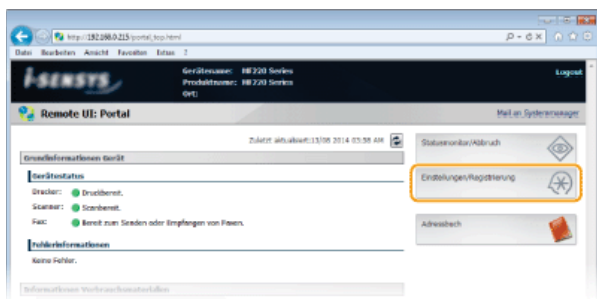 http://192.168.0.215/portal_top.html
Datei Bearbeiten Ansicht Favoriten Extras ?
i-SENSYS
Gerätename: MF220 Series
Produktname: MF220 Series
Ort:
Logout
Remote UI: Portal
Mail an Systemmanager
Zuletzt aktualisiert:13/08 2014 03:38 AM
Grundinformationen Gerät
Gerätestatus
Drucker: Druckbereit.
Scanner: Scanbereit.
Fax: Bereit zum Senden oder Empfangen von Faxen.
Fehlerinformationen
Keine Fehler.
Informationen Verbrauchsmaterialien
Statusmonitor/Abbruch
Einstellungen/Registrierung
Adressbuch